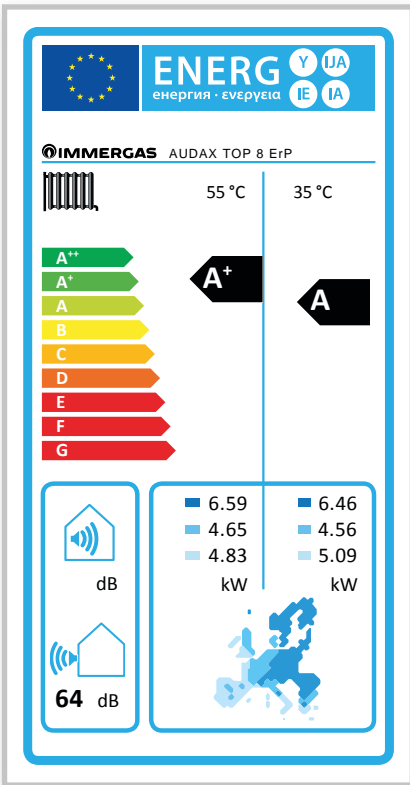 ENERG Y IJA
енергия · ενεργεια IE IA
IMMERGAS AUDAX TOP 8 ErP
55 °C 35 °C
A++
A+ A+
A A
B
C
D
E
F
G
6.59 6.46
4.65 4.56
4.83 5.09
dB kW kW
64 dB